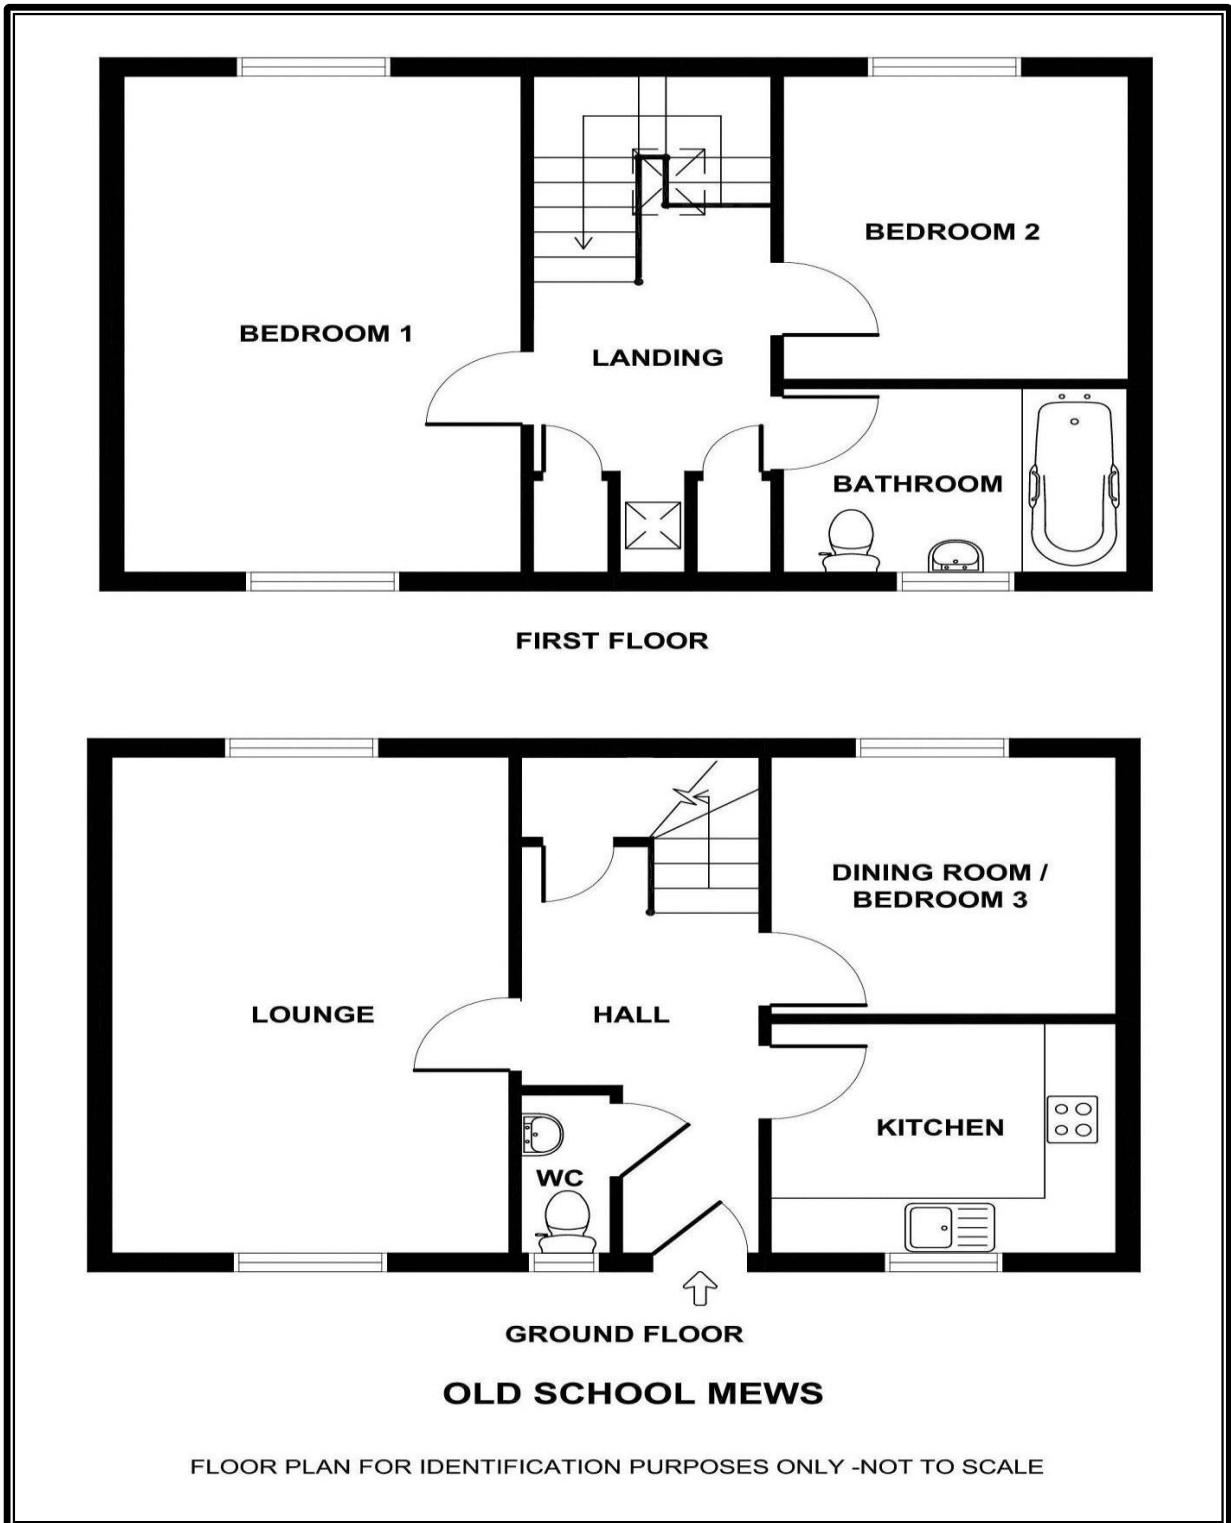 BEDROOM 2
BEDROOM 1
LANDING
BATHROOM
FIRST FLOOR
DINING ROOM /
BEDROOM 3
LOUNGE
HALL
KITCHEN
WC
GROUND FLOOR
OLD SCHOOL MEWS
FLOOR PLAN FOR IDENTIFICATION PURPOSES ONLY -NOT TO SCALE